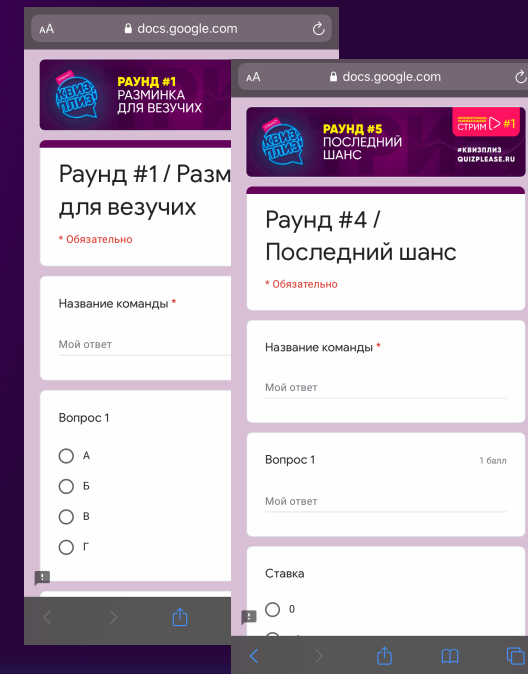 AA docs.google.com
КВИЗ
ПЛИЗ
РАУНД #1
РАЗМИНКА
ДЛЯ ВЕЗУЧИХ
Раунд #1 / Разм
для везучих
* Обязательно
Название команды *
Мой ответ
Вопрос 1
А
Б
В
Г
AA docs.google.com
КВИЗ
ПЛИЗ
РАУНД #5
ПОСЛЕДНИЙ
ШАНС
СТРИМ #1
#КВИЗПЛИЗ
QUIZPLEASE.RU
Раунд #4 /
Последний шанс
* Обязательно
Название команды *
Мой ответ
Вопрос 1 1 балл
Мой ответ
Ставка
0